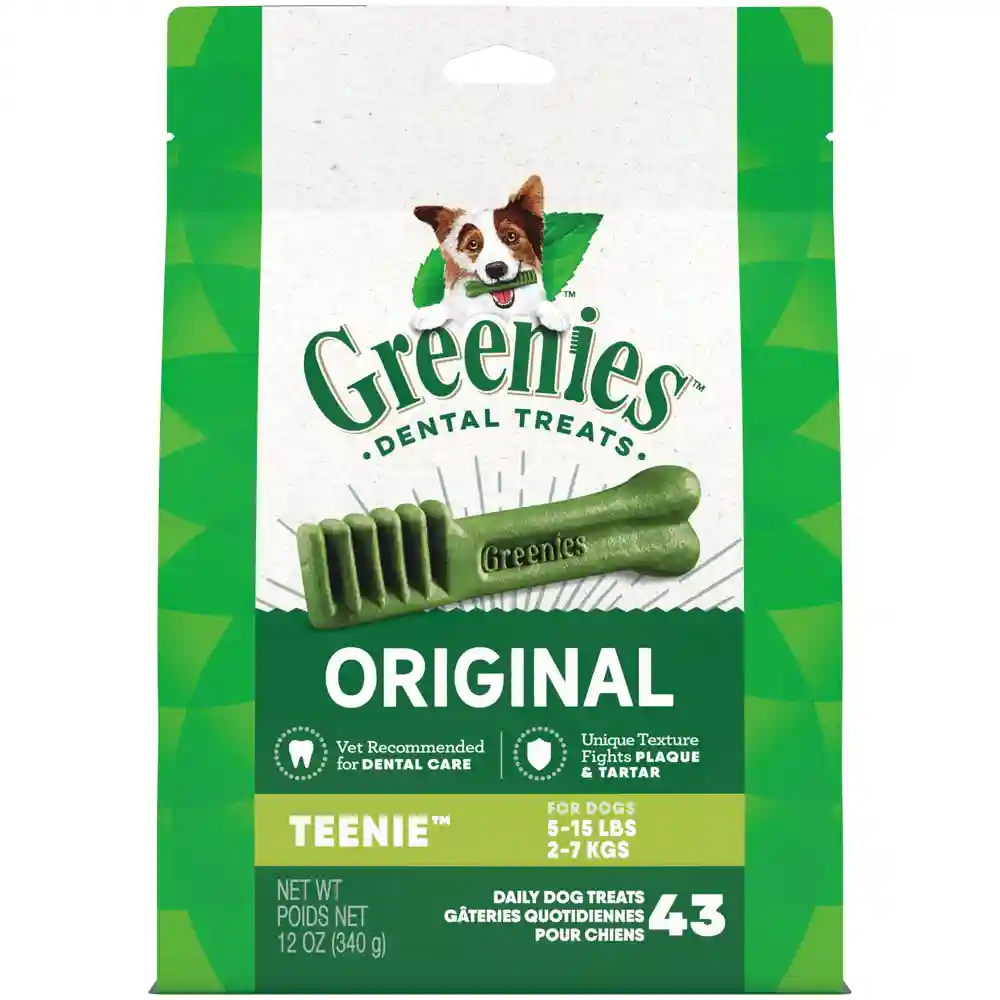 Greenies™
™
• DENTAL TREATS •
Greenies
ORIGINAL
Vet Recommended
for DENTAL CARE
Unique Texture
Fights PLAQUE
& TARTAR
TEENIE™
FOR DOGS
5-15 LBS
2-7 KGS
NET WT
POIDS NET
12 OZ (340 g)
DAILY DOG TREATS
GÂTERIES QUOTIDIENNES
POUR CHIENS
43